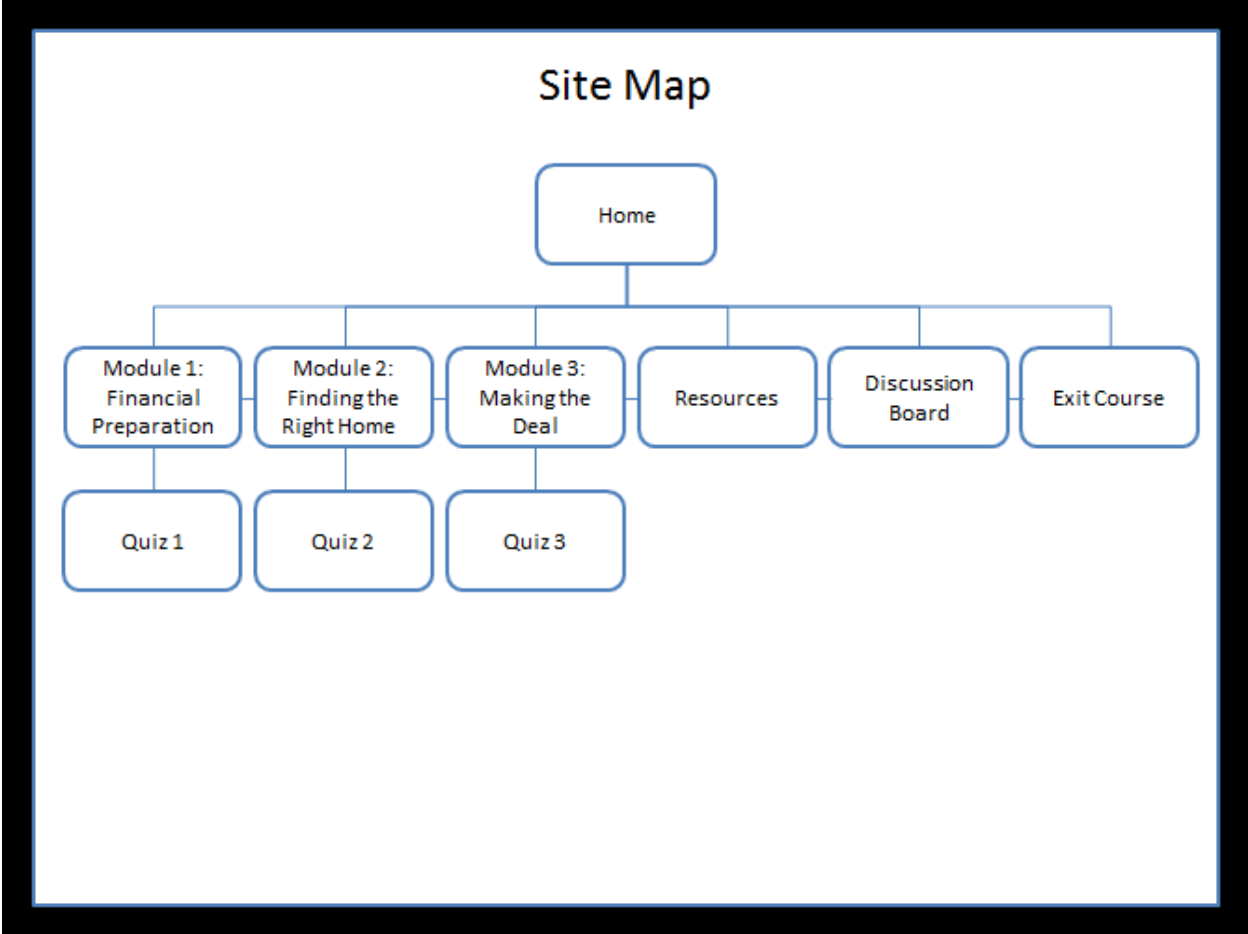 Site Map
Home
Module 1:
Financial
Preparation
Module 2:
Finding the
Right Home
Module 3:
Making the
Deal
Resources
Discussion
Board
Exit Course
Quiz 1
Quiz 2
Quiz 3